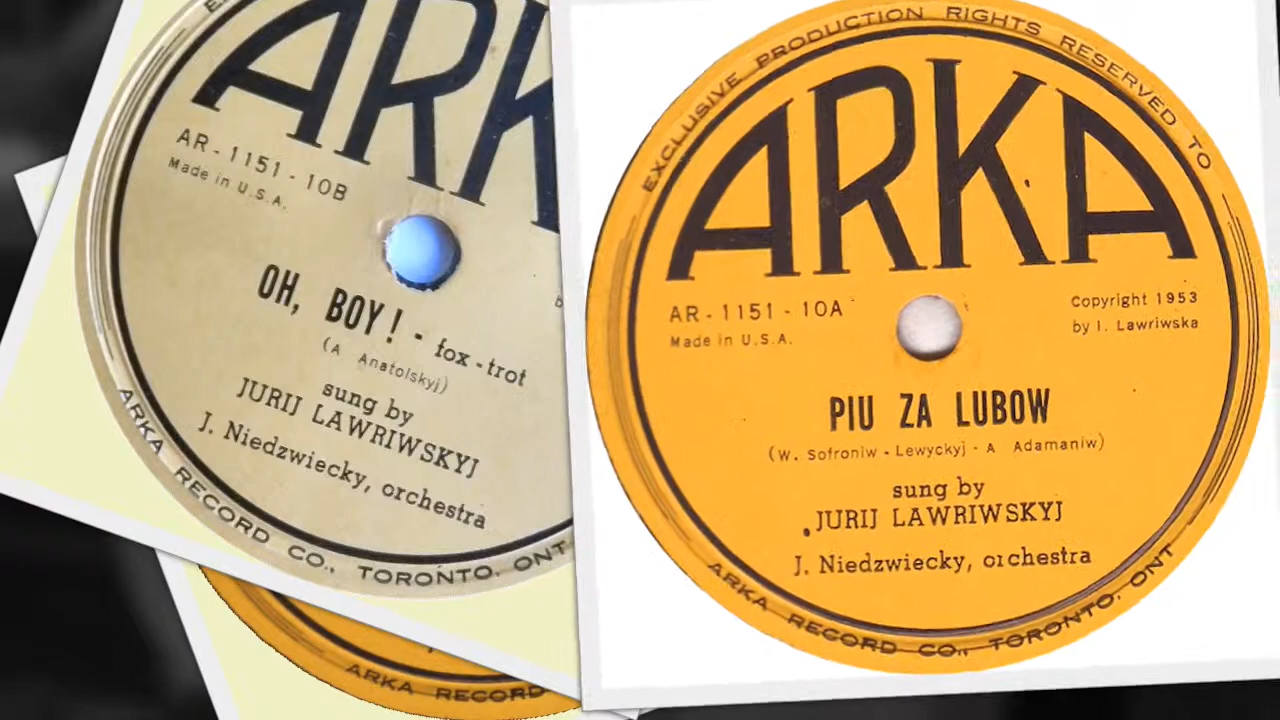 ARK
AR-1151-10B
Made in U.S.A.
OH, BOY! - fox-trot
(A Anatolskyj)
sung by
JURIJ LAWRIWSKYJ
J. Niedzwiecky, orchestra
ARKA RECORD CO., TORONTO, ONT
EXCLUSIVE PRODUCTION RIGHTS RESERVED TO
ARKA
AR-1151-10A
Made in U.S.A.
Copyright 1953
by I. Lawriwska
PIU ZA LUBOW
(W. Sofroniw-Lewyckyj - A Adamaniw)
sung by
JURIJ LAWRIWSKYJ
J. Niedzwiecky, orchestra
ARKA RECORD CO., TORONTO, ONT
ARKA RECORD